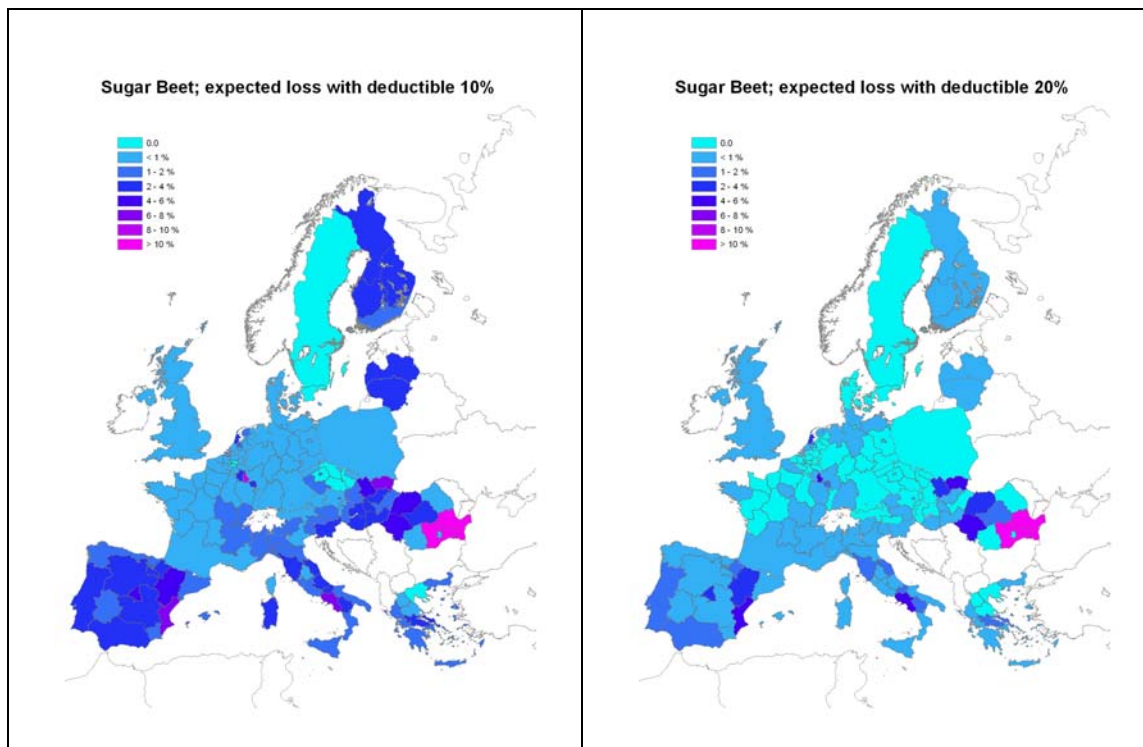 Sugar Beet; expected loss with deductible 10%
0.0
< 1 %
1 - 2 %
2 - 4 %
4 - 6 %
6 - 8 %
8 - 10 %
> 10 %
Sugar Beet; expected loss with deductible 20%
0.0
< 1 %
1 - 2 %
2 - 4 %
4 - 6 %
6 - 8 %
8 - 10 %
> 10 %